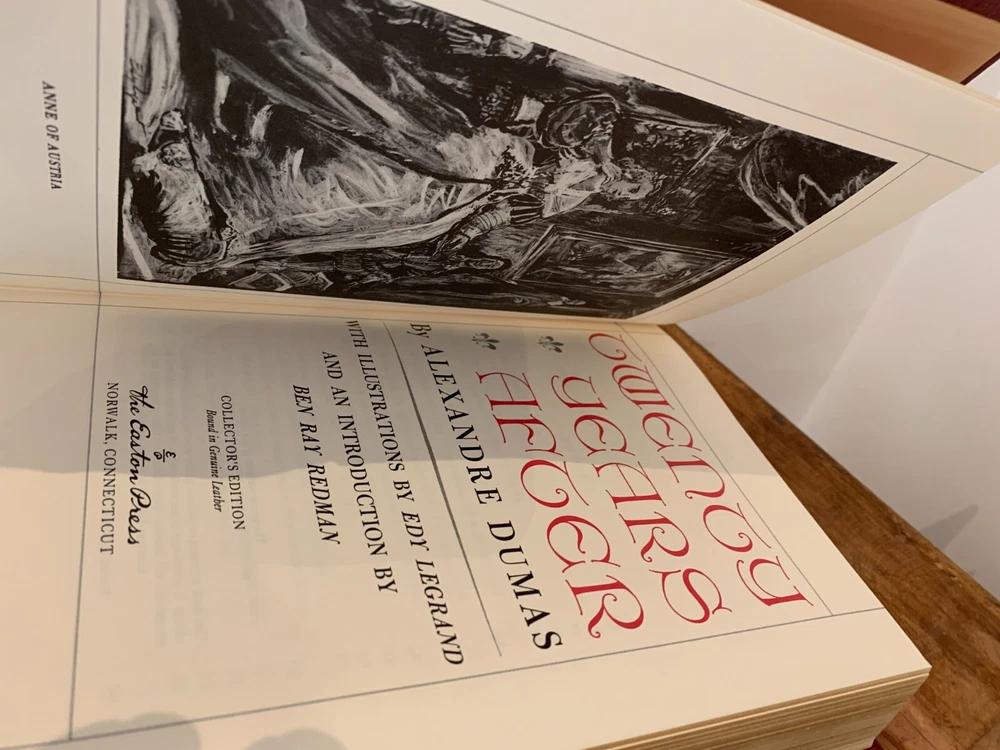 ANNE OF AUSTRIA
TWENTY
YEARS
AFTER
By ALEXANDRE DUMAS
WITH ILLUSTRATIONS BY EDY LEGRAND
AND AN INTRODUCTION BY
BEN RAY REDMAN
COLLECTOR'S EDITION
Bound in Genuine Leather
E
P
The Easton Press
NORWALK, CONNECTICUT